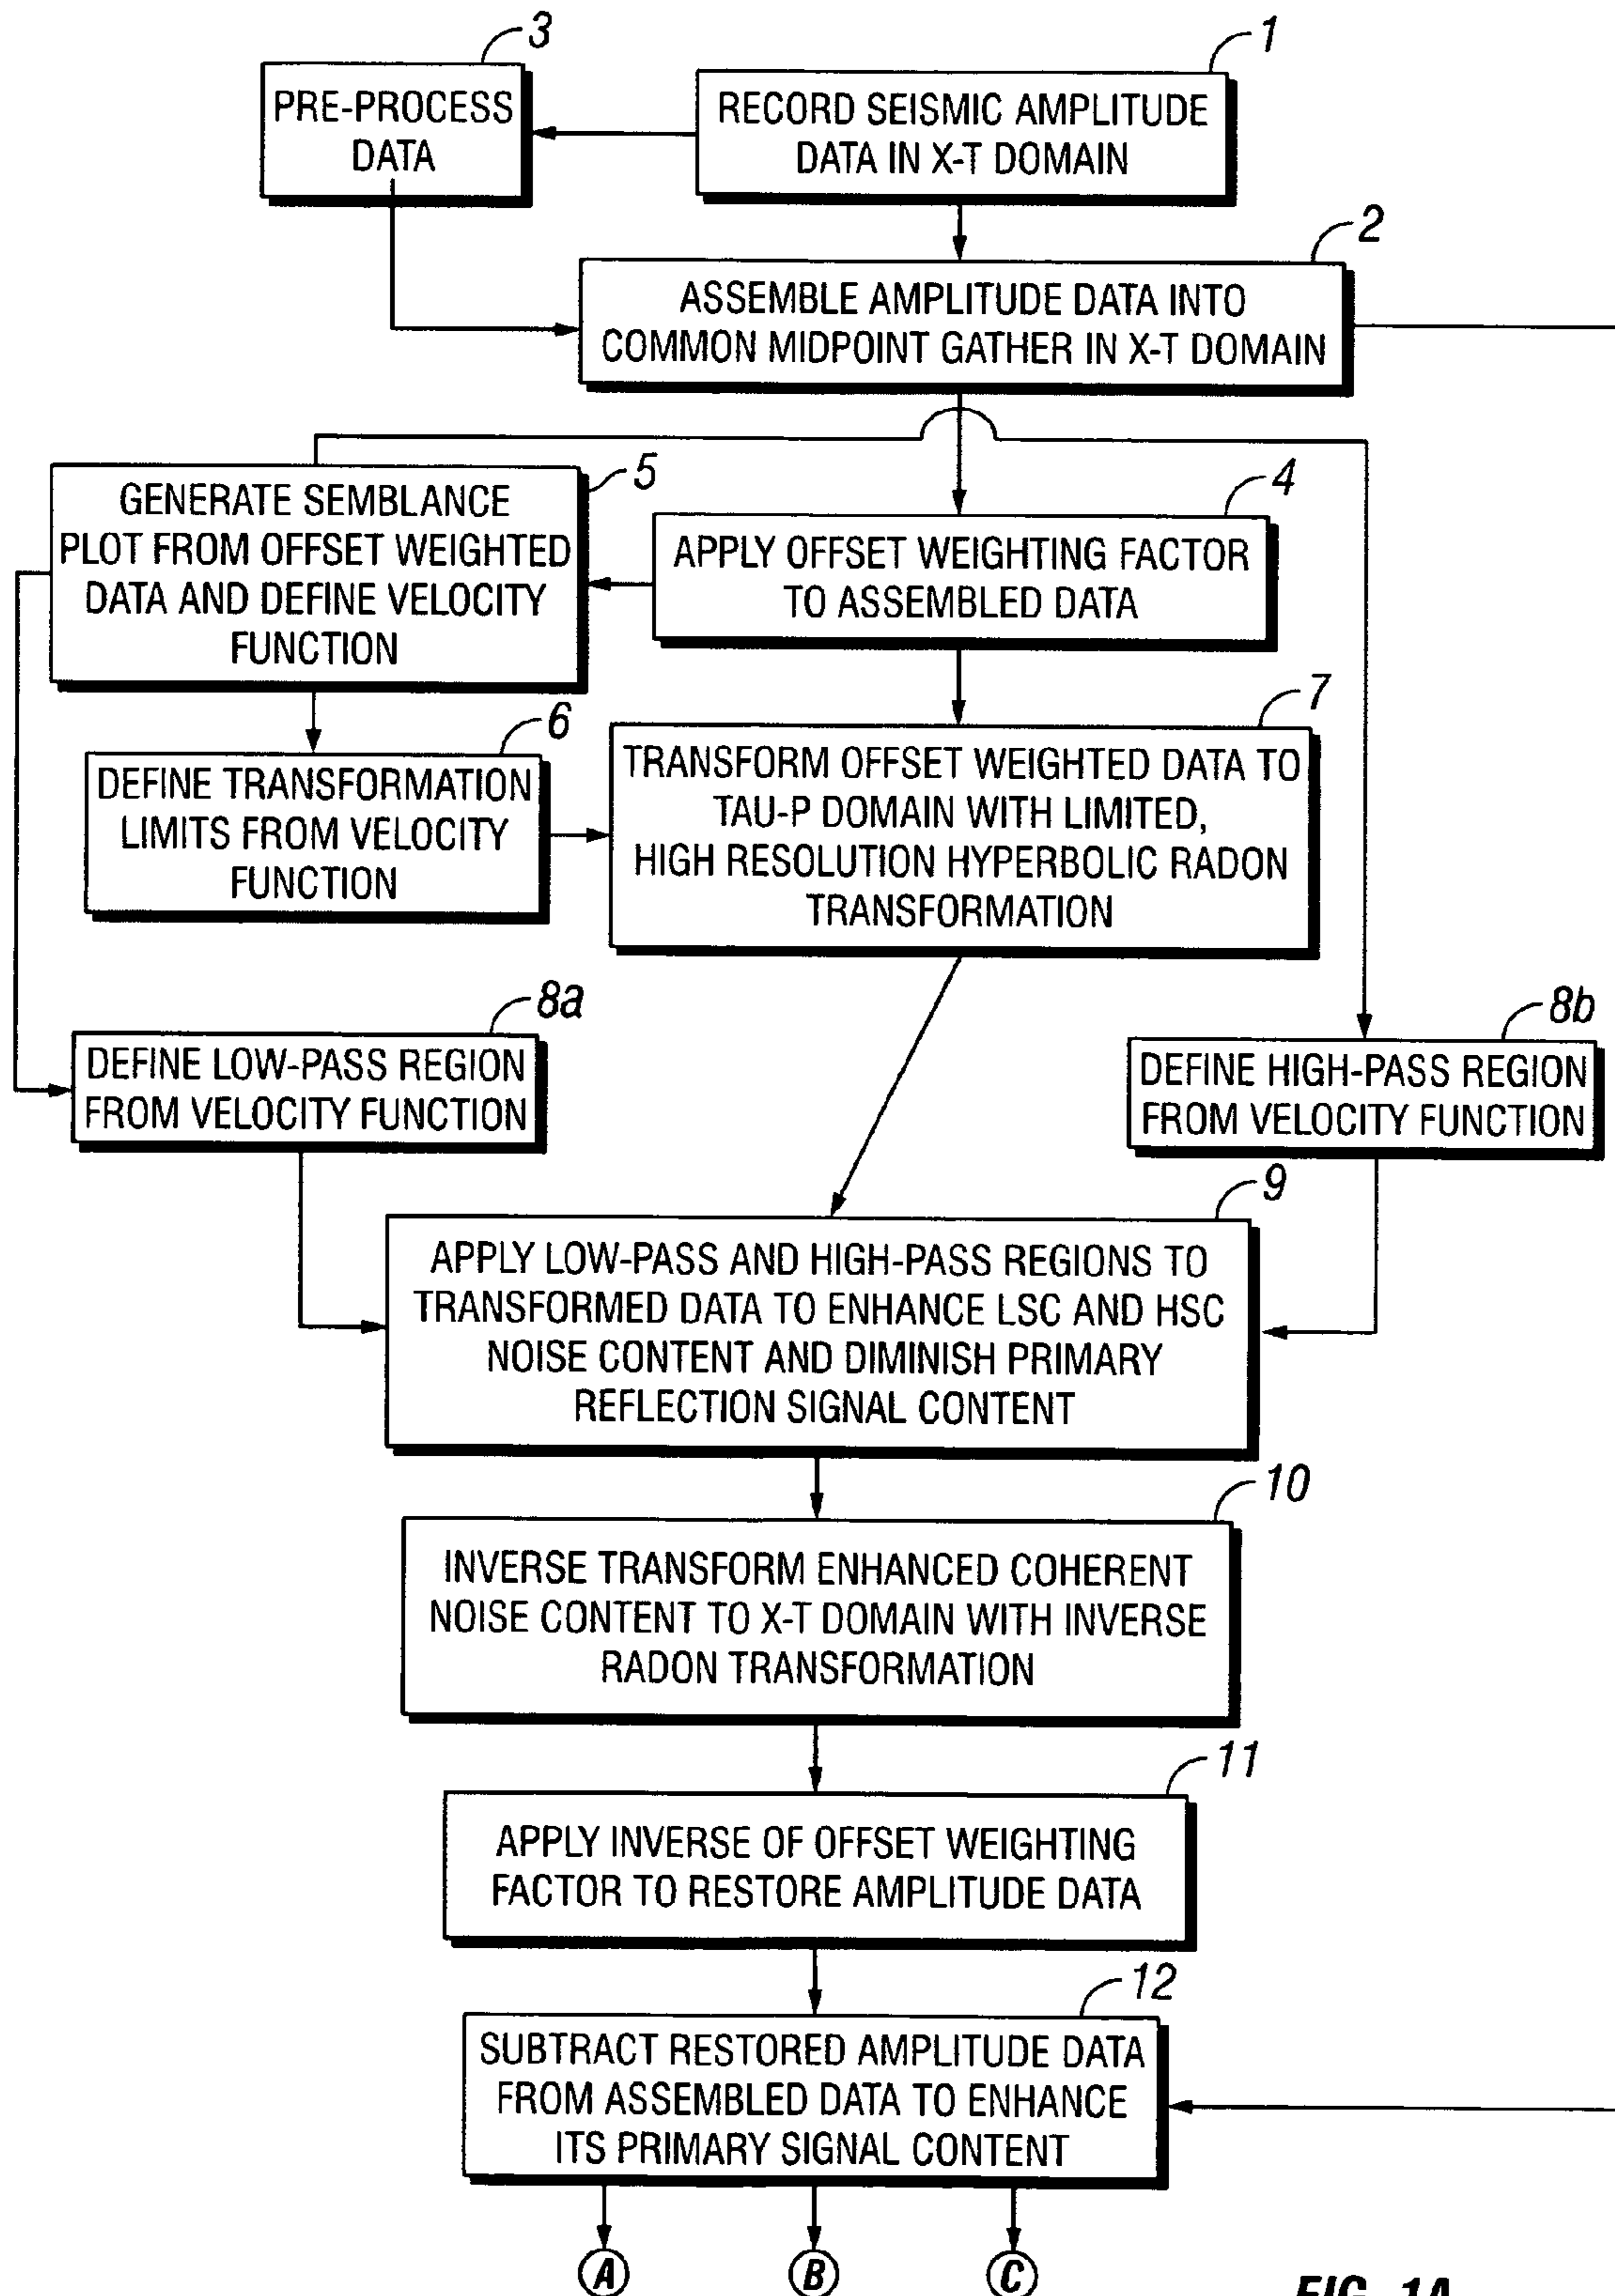 3
PRE-PROCESS
DATA
1
RECORD SEISMIC AMPLITUDE
DATA IN X-T DOMAIN
2
ASSEMBLE AMPLITUDE DATA INTO
COMMON MIDPOINT GATHER IN X-T DOMAIN
5
GENERATE SEMBLANCE
PLOT FROM OFFSET WEIGHTED
DATA AND DEFINE VELOCITY
FUNCTION
4
APPLY OFFSET WEIGHTING FACTOR
TO ASSEMBLED DATA
6
DEFINE TRANSFORMATION
LIMITS FROM VELOCITY
FUNCTION
7
TRANSFORM OFFSET WEIGHTED DATA TO
TAU-P DOMAIN WITH LIMITED,
HIGH RESOLUTION HYPERBOLIC RADON
TRANSFORMATION
8a
DEFINE LOW-PASS REGION
FROM VELOCITY FUNCTION
8b
DEFINE HIGH-PASS REGION
FROM VELOCITY FUNCTION
9
APPLY LOW-PASS AND HIGH-PASS REGIONS TO
TRANSFORMED DATA TO ENHANCE LSC AND HSC
NOISE CONTENT AND DIMINISH PRIMARY
REFLECTION SIGNAL CONTENT
10
INVERSE TRANSFORM ENHANCED COHERENT
NOISE CONTENT TO X-T DOMAIN WITH INVERSE
RADON TRANSFORMATION
11
APPLY INVERSE OF OFFSET WEIGHTING
FACTOR TO RESTORE AMPLITUDE DATA
12
SUBTRACT RESTORED AMPLITUDE DATA
FROM ASSEMBLED DATA TO ENHANCE
ITS PRIMARY SIGNAL CONTENT
A B C
FIG. 1A